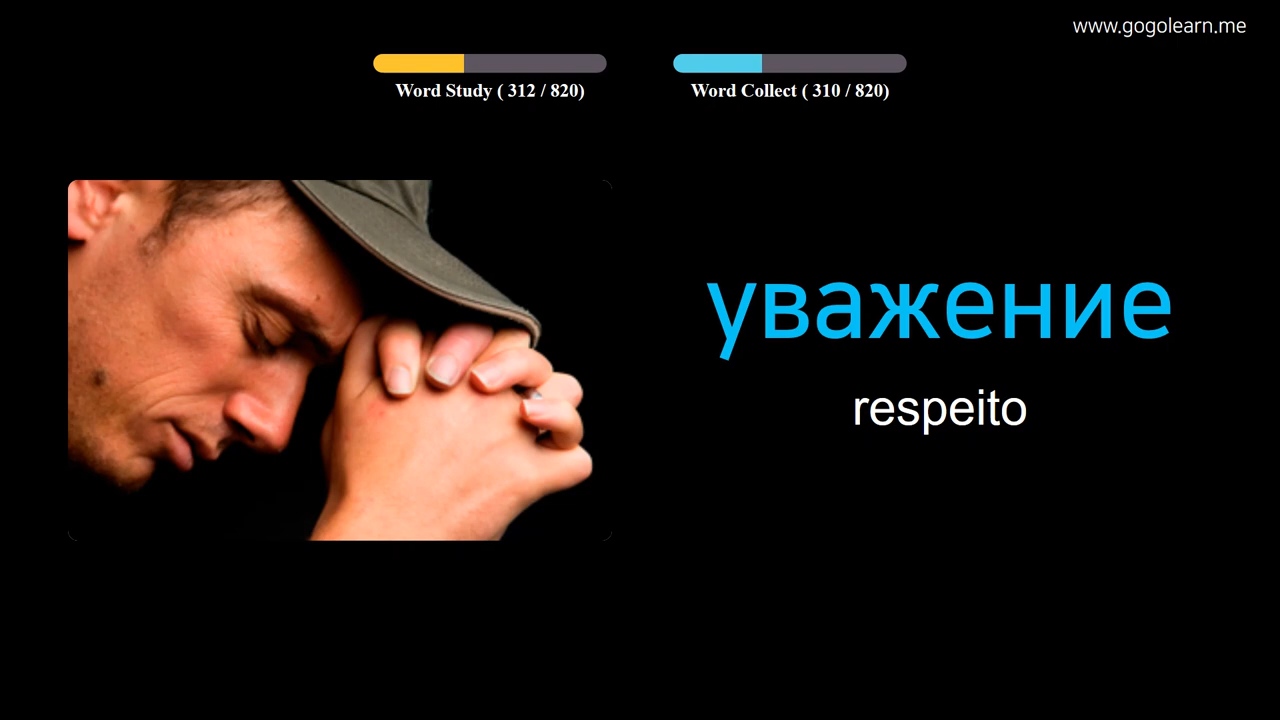 www.gogolearn.me
Word Study ( 312 / 820)
Word Collect ( 310 / 820)
уважение
respeito